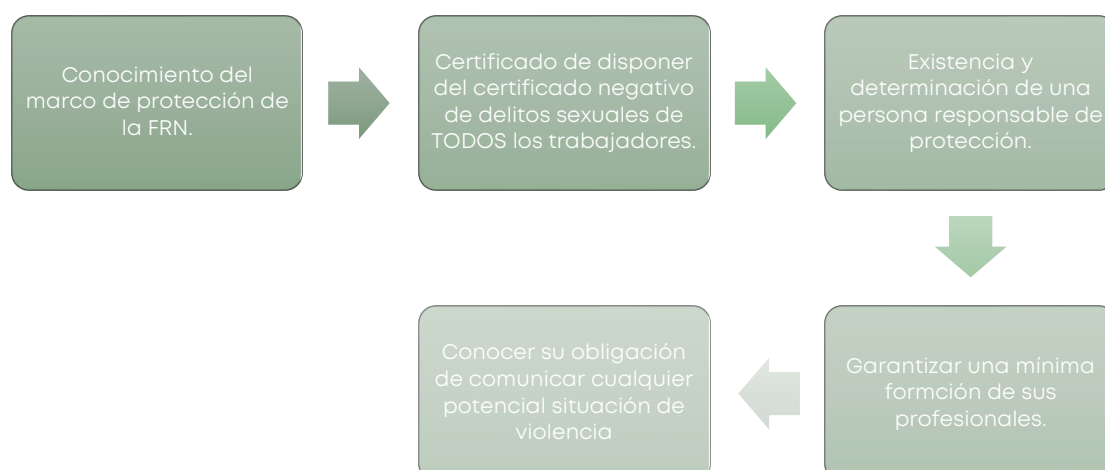 Conocimiento del
marco de protección de
la FRN.
Certificado de disponer
del certificado negativo
de delitos sexuales de
TODOS los trabajadores.
Existencia y
determinación de una
persona responsable de
protección.
Garantizar una mínima
formción de sus
profesionales.
Conocer su obligación
de comunicar cualquier
potencial situación de
violencia